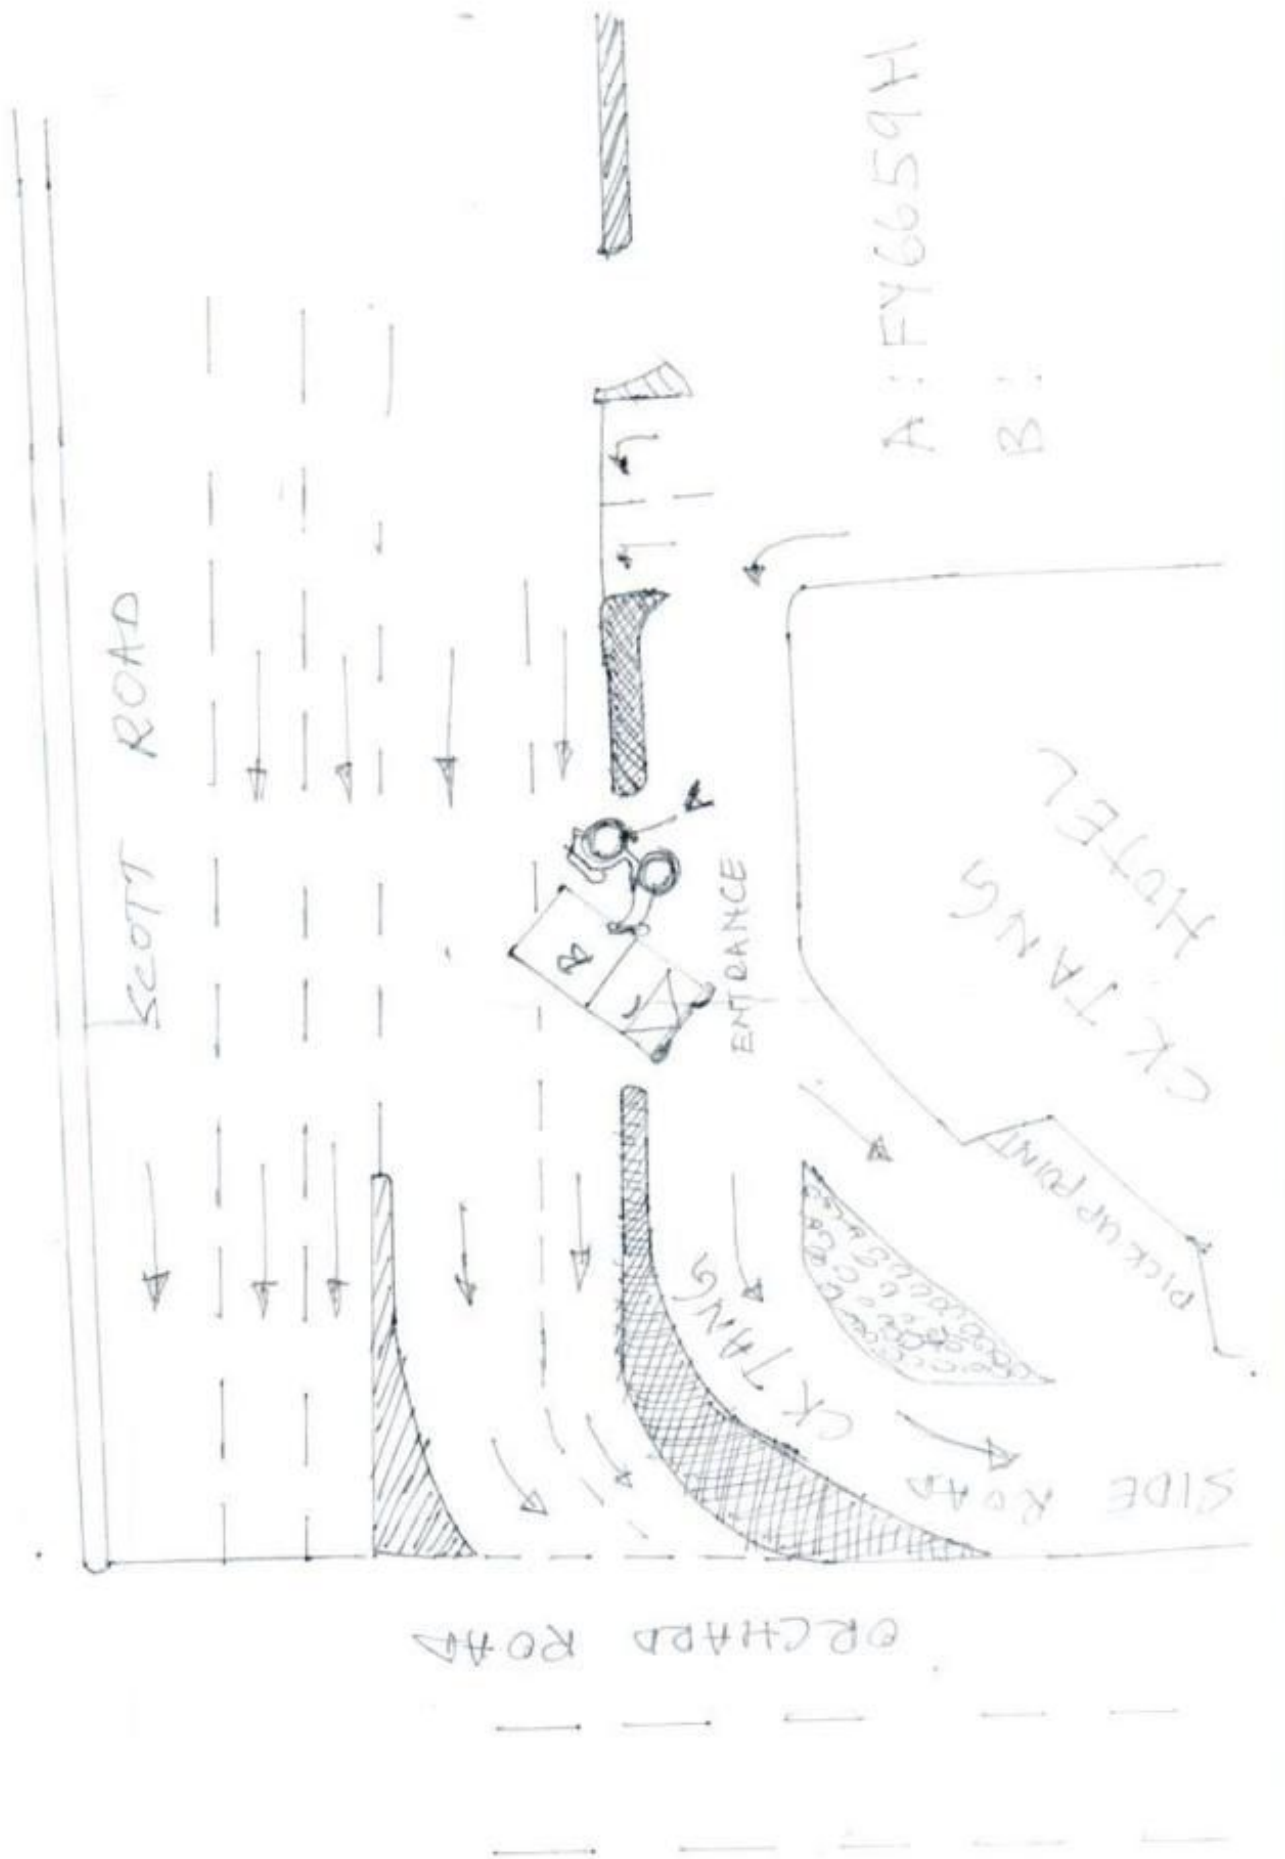 SCOTT ROAD
A : FY6659H
B :
A
B
ENTRANCE
CK TANG
HOTEL
PICK UP POINT
CK TANG
SIDE ROAD
ORCHARD ROAD